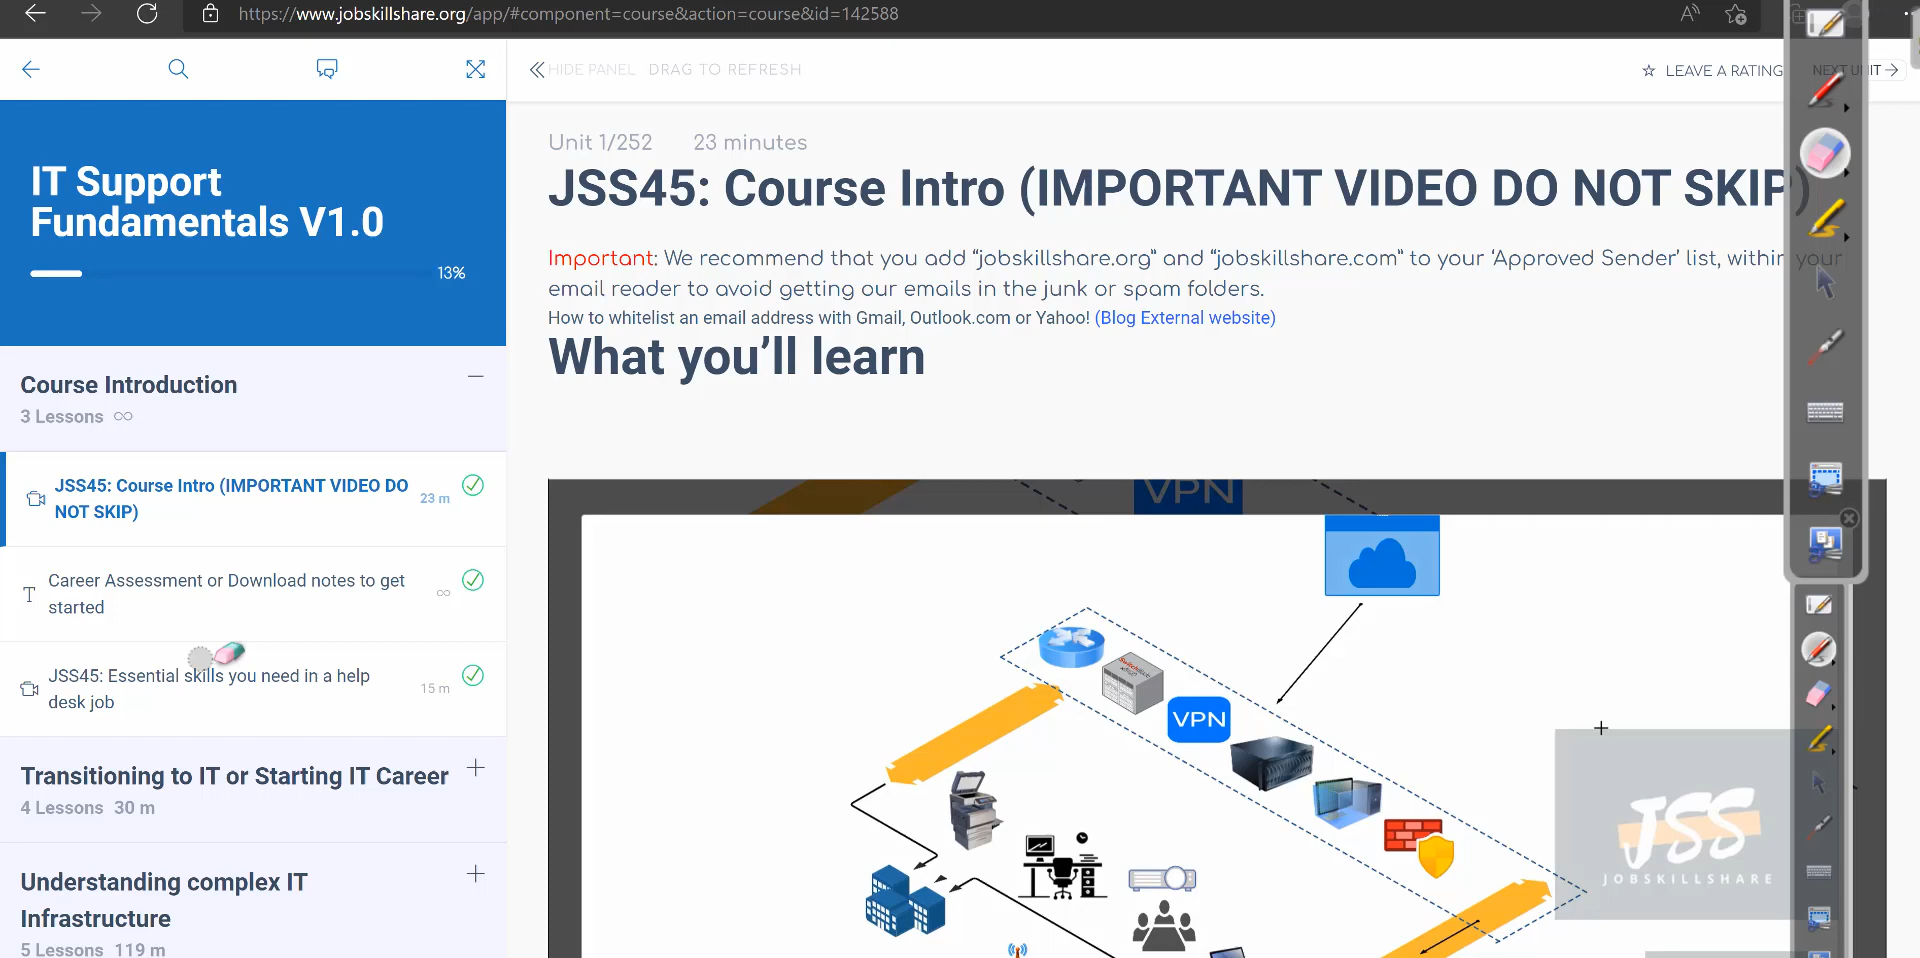 https://www.jobskillshare.org/app/#component=course&action=course&id=142588
HIDE PANEL DRAG TO REFRESH
LEAVE A RATING
NEXT UNIT
IT Support
Fundamentals V1.0
13%
Course Introduction
3 Lessons
JSS45: Course Intro (IMPORTANT VIDEO DO
NOT SKIP)
23 m
Career Assessment or Download notes to get
started
JSS45: Essential skills you need in a help
desk job
15 m
Transitioning to IT or Starting IT Career
4 Lessons 30 m
Understanding complex IT
Infrastructure
5 Lessons 119 m
Unit 1/252 23 minutes
JSS45: Course Intro (IMPORTANT VIDEO DO NOT SKIP)
Important: We recommend that you add “jobskillshare.org” and “jobskillshare.com” to your ‘Approved Sender’ list, within your
email reader to avoid getting our emails in the junk or spam folders.
How to whitelist an email address with Gmail, Outlook.com or Yahoo! (Blog External website)
What you’ll learn
VPN
VPN
JSS
JOBSKILLSHARE